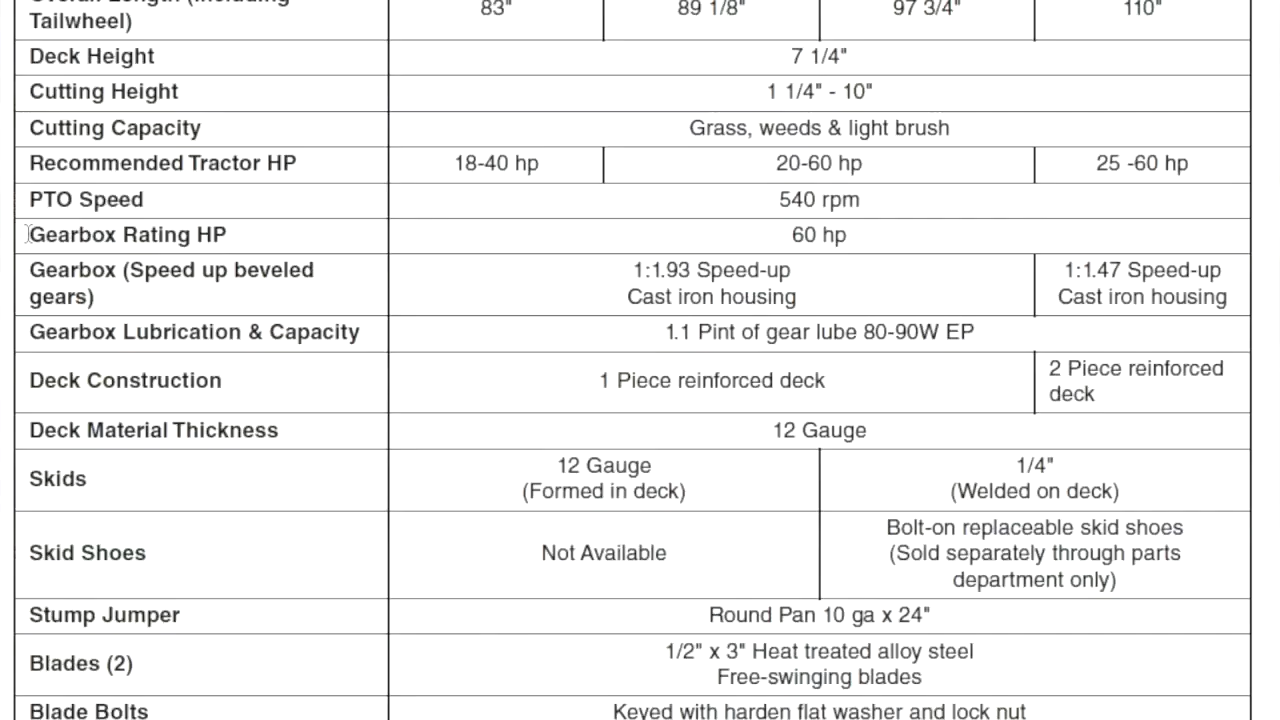 Overall Length (Including
Tailwheel)
83"
89 1/8"
97 3/4"
110"
Deck Height
7 1/4"
Cutting Height
1 1/4" - 10"
Cutting Capacity
Grass, weeds & light brush
Recommended Tractor HP
18-40 hp
20-60 hp
25 -60 hp
PTO Speed
540 rpm
Gearbox Rating HP
60 hp
Gearbox (Speed up beveled
gears)
1:1.93 Speed-up
Cast iron housing
1:1.47 Speed-up
Cast iron housing
Gearbox Lubrication & Capacity
1.1 Pint of gear lube 80-90W EP
Deck Construction
1 Piece reinforced deck
2 Piece reinforced
deck
Deck Material Thickness
12 Gauge
Skids
12 Gauge
(Formed in deck)
1/4"
(Welded on deck)
Skid Shoes
Not Available
Bolt-on replaceable skid shoes
(Sold separately through parts
department only)
Stump Jumper
Round Pan 10 ga x 24"
Blades (2)
1/2" x 3" Heat treated alloy steel
Free-swinging blades
Blade Bolts
Keyed with harden flat washer and lock nut